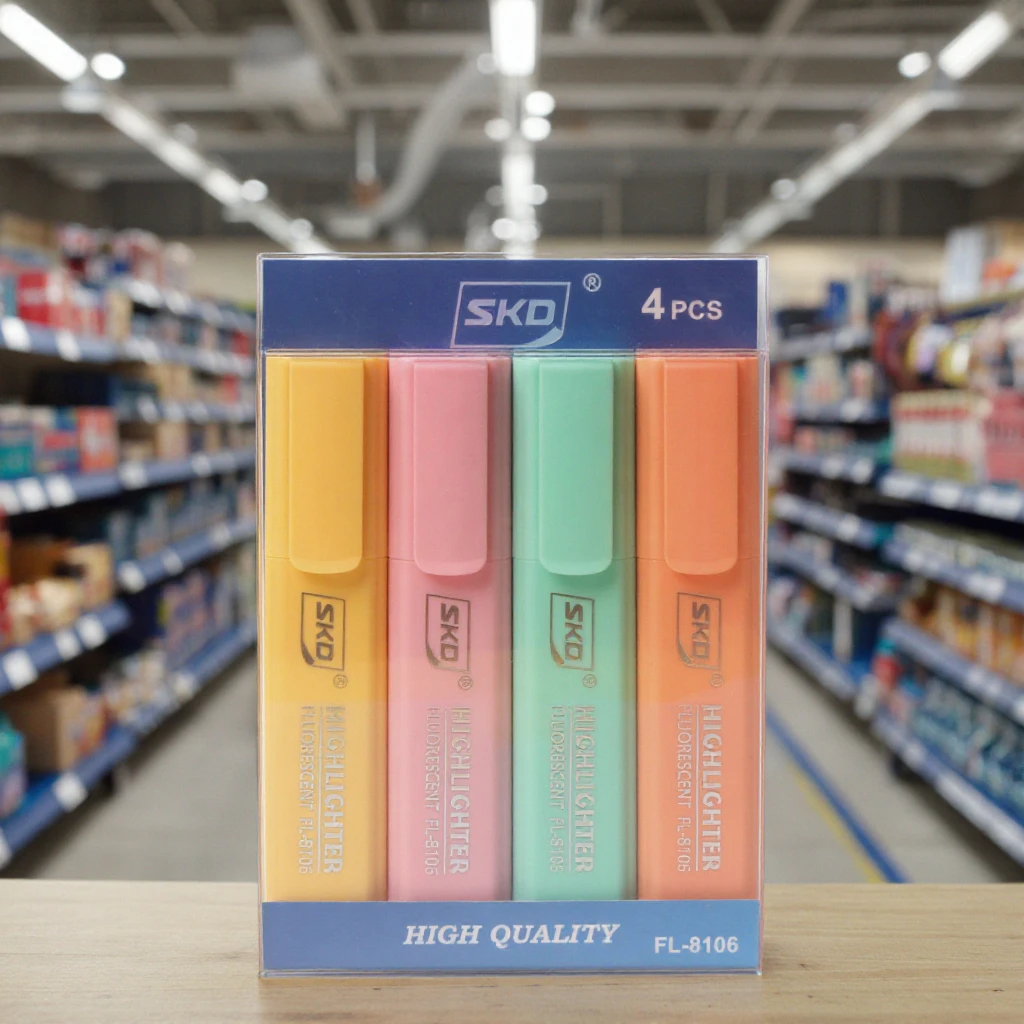 SKD ®
4 PCS
SKD ®
HIGHLIGHTER
FLUORESCENT FL-8106
SKD ®
HIGHLIGHTER
FLUORESCENT FL-8106
SKD ®
HIGHLIGHTER
FLUORESCENT FL-8106
SKD ®
HIGHLIGHTER
FLUORESCENT FL-8106
HIGH QUALITY
FL-8106